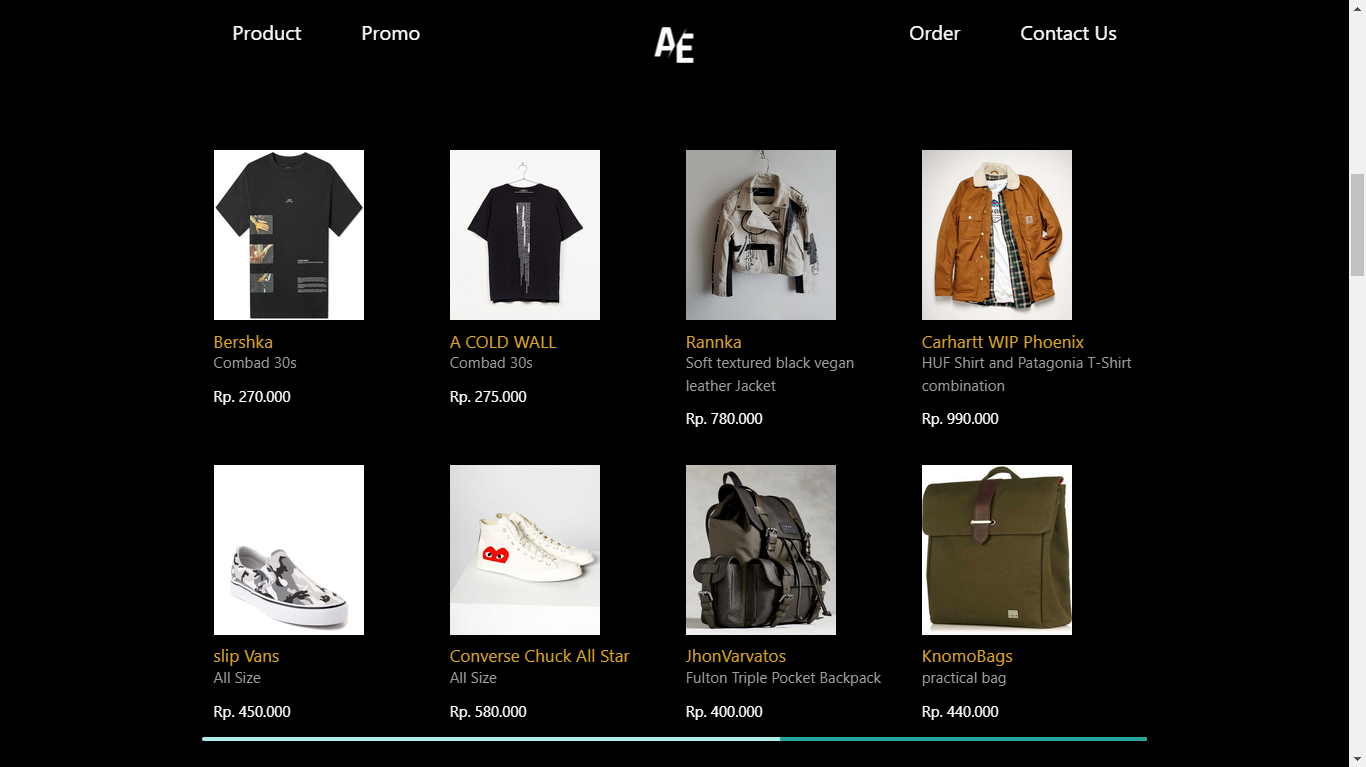 Product
Promo
AE
Order
Contact Us
Bershka
Combad 30s
Rp. 270.000
A COLD WALL
Combad 30s
Rp. 275.000
Rannka
Soft textured black vegan
leather Jacket
Rp. 780.000
Carhartt WIP Phoenix
HUF Shirt and Patagonia T-Shirt
combination
Rp. 990.000
slip Vans
All Size
Rp. 450.000
Converse Chuck All Star
All Size
Rp. 580.000
JhonVarvatos
Fulton Triple Pocket Backpack
Rp. 400.000
KnomoBags
practical bag
Rp. 440.000